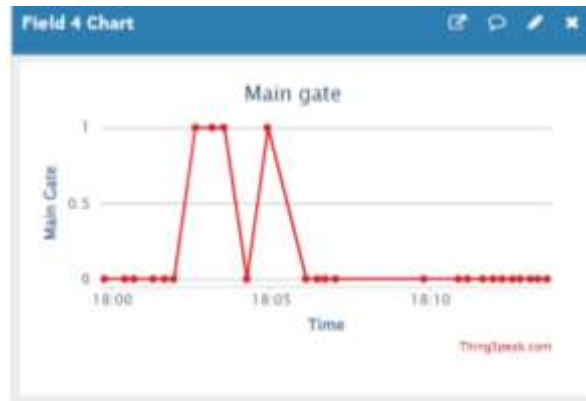 Field 4 Chart
Main gate
1
0.5
0
Main Gate
18:00 18:05 18:10
Time
ThingSpeak.com